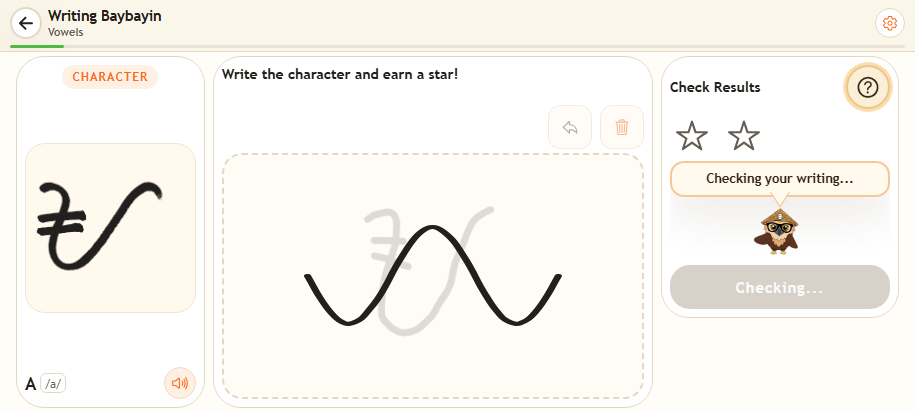 Writing Baybayin
Vowels
CHARACTER
ᜀ
A /a/
Write the character and earn a star!
ᜀ
Check Results
?
Checking your writing...
Checking...